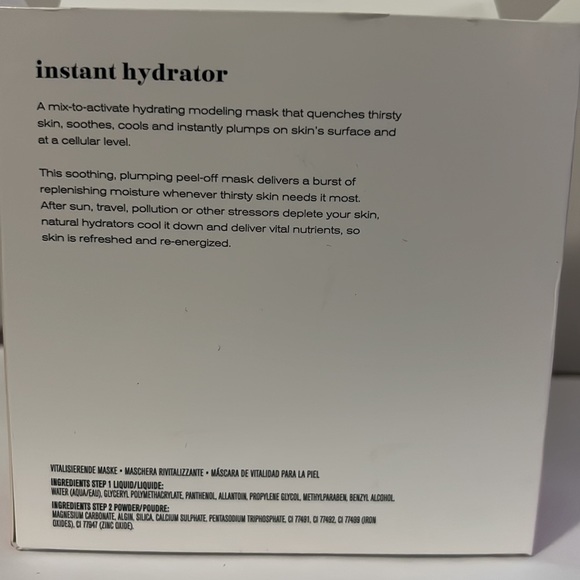 instant hydrator
A mix-to-activate hydrating modeling mask that quenches thirsty
skin, soothes, cools and instantly plumps on skin's surface and
at a cellular level.
This soothing, plumping peel-off mask delivers a burst of
replenishing moisture whenever thirsty skin needs it most.
After sun, travel, pollution or other stressors deplete your skin,
natural hydrators cool it down and deliver vital nutrients, so
skin is refreshed and re-energized.
VITALISIERENDE MASKE • MASCHERA RIVITALIZZANTE • MÁSCARA DE VITALIDAD PARA LA PIEL
INGREDIENTS STEP 1 LIQUID/LIQUIDE:
WATER (AQUA/EAU), GLYCERYL POLYMETHACRYLATE, PANTHENOL, ALLANTOIN, PROPYLENE GLYCOL, METHYLPARABEN, BENZYL ALCOHOL.
INGREDIENTS STEP 2 POWDER/POUDRE:
MAGNESIUM CARBONATE, ALGIN, SILICA, CALCIUM SULPHATE, PENTASODIUM TRIPHOSPHATE, CI 77491, CI 77492, CI 77499 (IRON
OXIDES), CI 77947 (ZINC OXIDE).